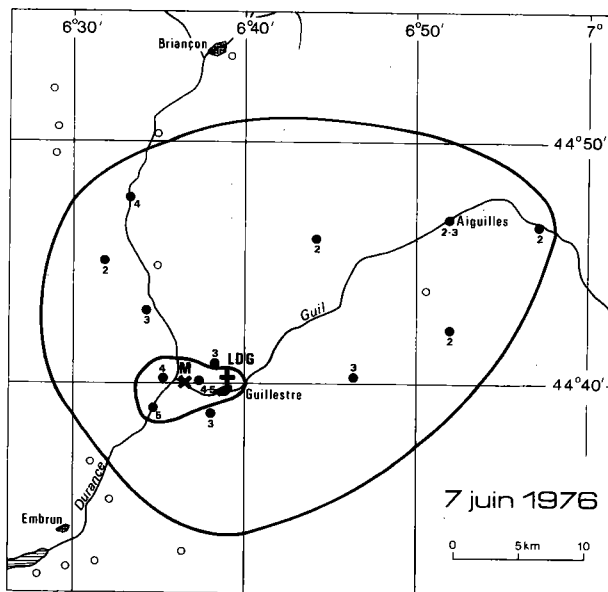 6°30' 6°40' 6°50' 7°
Briançon
44°50'
4
Aiguilles
2-3
2
2
2
Guil
3
2
3 LDG
M
4 4-5
3
44°40'
Guillestre
5
3
Durance
7 juin 1976
Embrun
0 5km 10